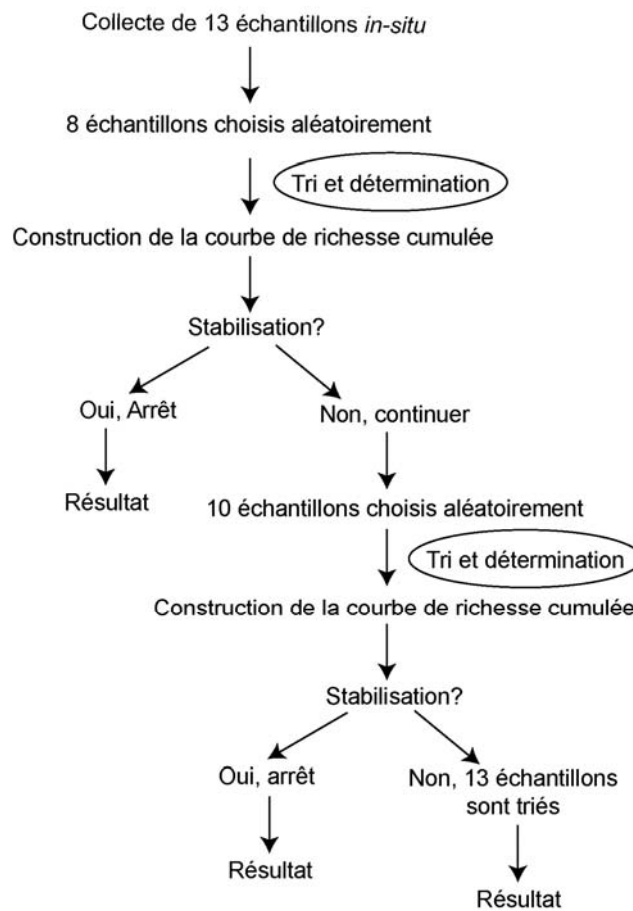 Collecte de 13 échantillons in-situ
8 échantillons choisis aléatoirement
Tri et détermination
Construction de la courbe de richesse cumulée
Stabilisation?
Oui, Arrêt
Non, continuer
Résultat
10 échantillons choisis aléatoirement
Tri et détermination
Construction de la courbe de richesse cumulée
Stabilisation?
Oui, arrêt
Non, 13 échantillons
sont triés
Résultat
Résultat